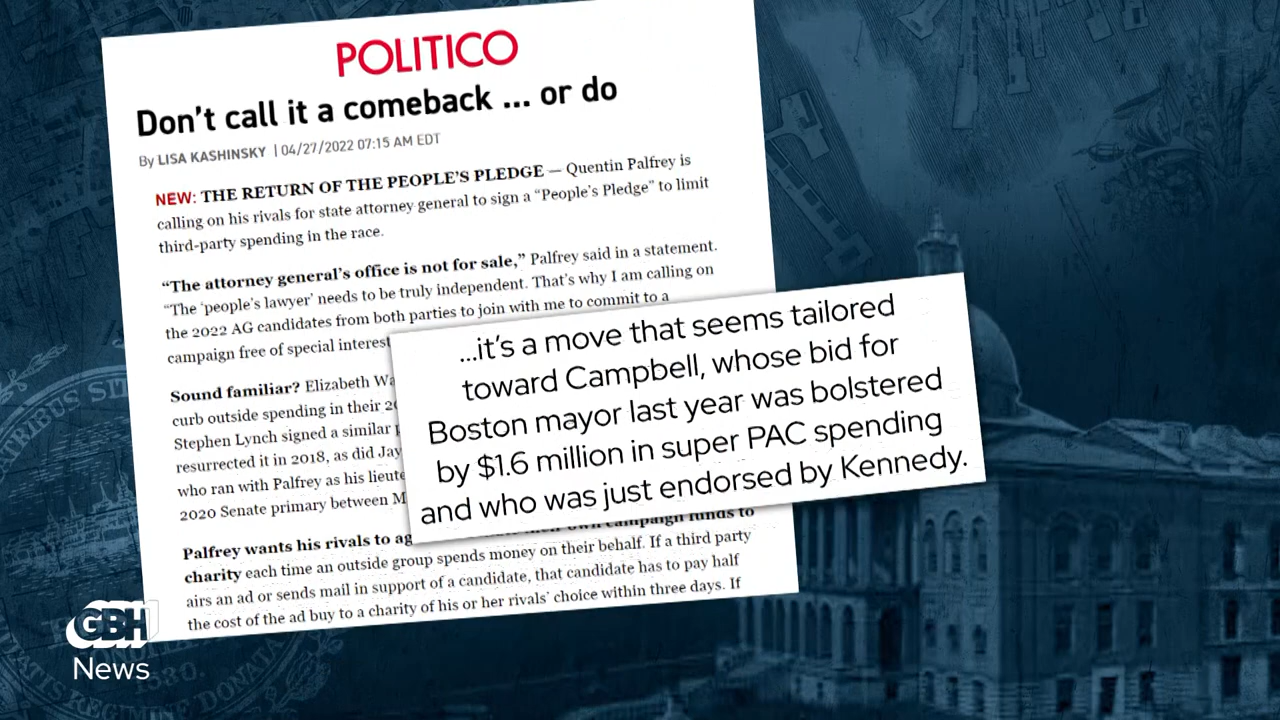 POLITICO
Don't call it a comeback ... or do
By LISA KASHINSKY | 04/27/2022 07:15 AM EDT
NEW: THE RETURN OF THE PEOPLE'S PLEDGE — Quentin Palfrey is
calling on his rivals for state attorney general to sign a “People's Pledge” to limit
third-party spending in the race.
“The attorney general's office is not for sale,” Palfrey said in a statement.
“The ‘people's lawyer’ needs to be truly independent. That's why I am calling on
the 2022 AG candidates from both parties to join with me to commit to a
campaign free of special interest
Sound familiar? Elizabeth Wa
curb outside spending in their 20
Stephen Lynch signed a similar p
resurrected it in 2018, as did Jay
who ran with Palfrey as his lieute
2020 Senate primary between M
...it's a move that seems tailored
toward Campbell, whose bid for
Boston mayor last year was bolstered
by $1.6 million in super PAC spending
and who was just endorsed by Kennedy.
Palfrey wants his rivals to ag their own campaign funds to
charity each time an outside group spends money on their behalf. If a third party
airs an ad or sends mail in support of a candidate, that candidate has to pay half
the cost of the ad buy to a charity of his or her rivals' choice within three days. If
GBH
News